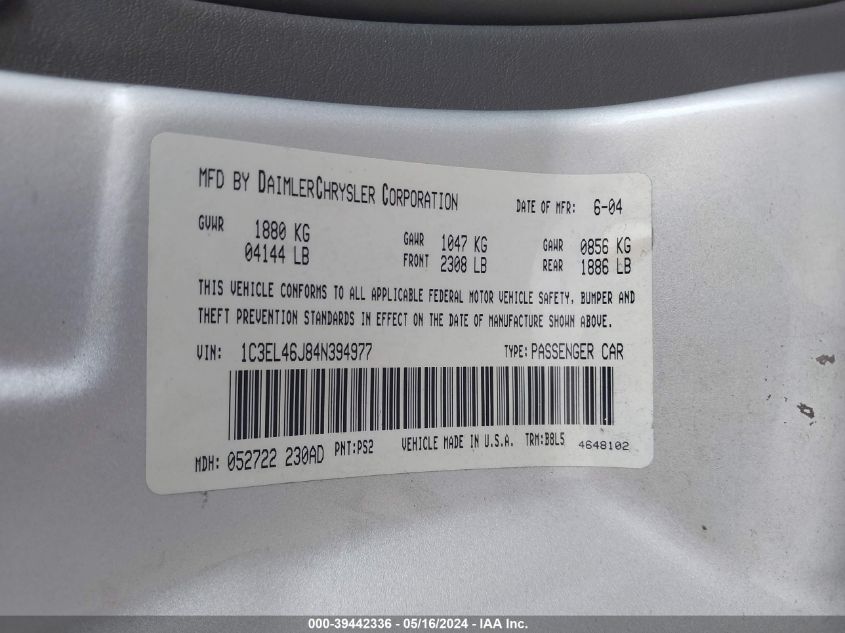 MFD BY DAIMLERCHRYSLER CORPORATION DATE OF MFR: 6-04
GVWR 1880 KG GAWR 1047 KG GAWR 0856 KG
04144 LB FRONT 2308 LB REAR 1886 LB
THIS VEHICLE CONFORMS TO ALL APPLICABLE FEDERAL MOTOR VEHICLE SAFETY, BUMPER AND
THEFT PREVENTION STANDARDS IN EFFECT ON THE DATE OF MANUFACTURE SHOWN ABOVE.
VIN: 1C3EL46J84N394977 TYPE: PASSENGER CAR
MDH: 052722 230AD PNT:PS2 VEHICLE MADE IN U.S.A. TRM:B8L5 4648102
000-39442336 - 05/16/2024 - IAA Inc.